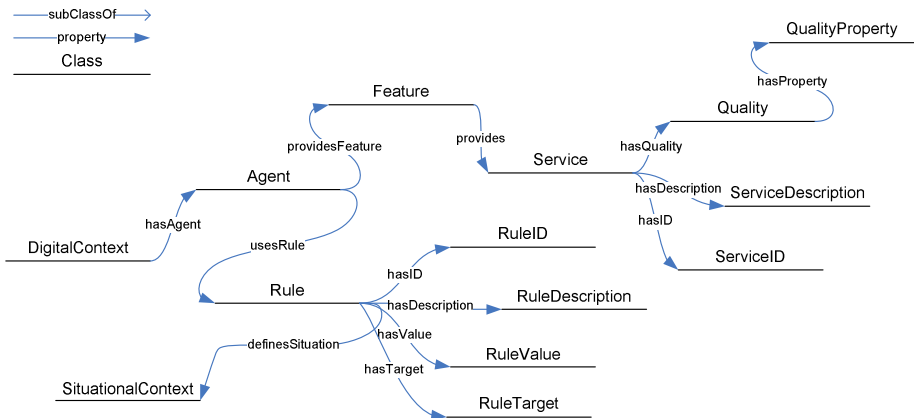 subClassOf
property
Class
QualityProperty
hasProperty
Feature
Quality
providesFeature
provides
hasQuality
Service
Agent
hasDescription
ServiceDescription
hasAgent
hasID
DigitalContext
usesRule
RuleID
ServiceID
hasID
Rule
hasDescription
RuleDescription
hasValue
definesSituation
RuleValue
hasTarget
SituationalContext
RuleTarget